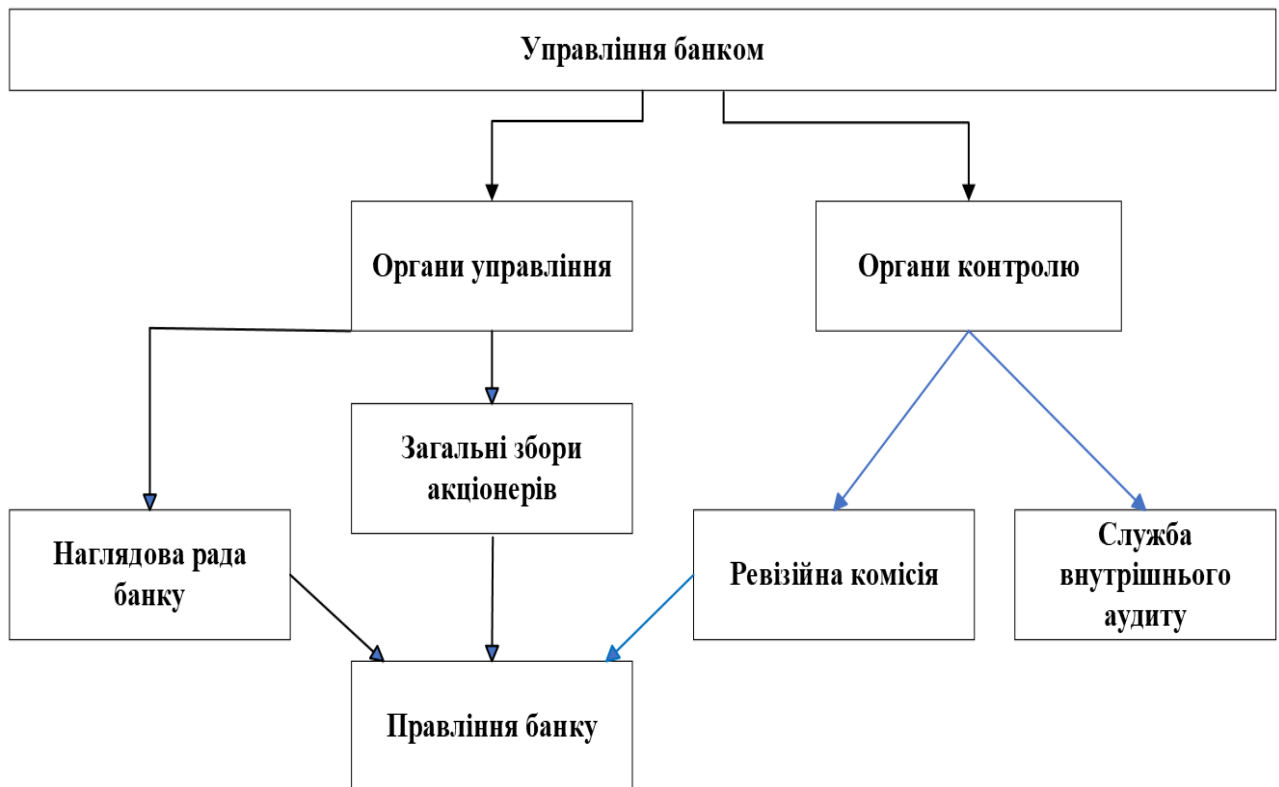 Управління банком
Органи управління
Органи контролю
Загальні збори
акціонерів
Наглядова рада
банку
Ревізійна комісія
Служба
внутрішнього
аудиту
Правління банку